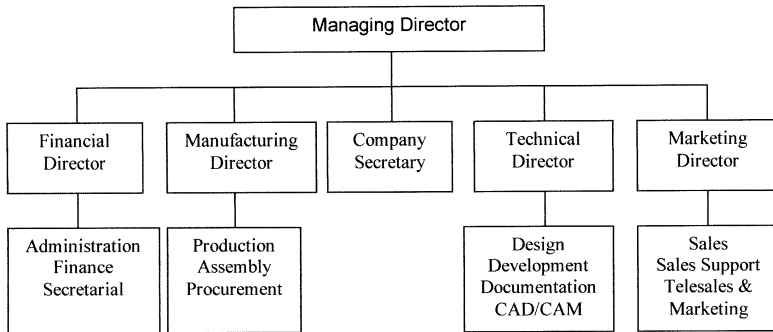 Managing Director
Financial
Director
Manufacturing
Director
Company
Secretary
Technical
Director
Marketing
Director
Administration
Finance
Secretarial
Production
Assembly
Procurement
Design
Development
Documentation
CAD/CAM
Sales
Sales Support
Telesales &
Marketing